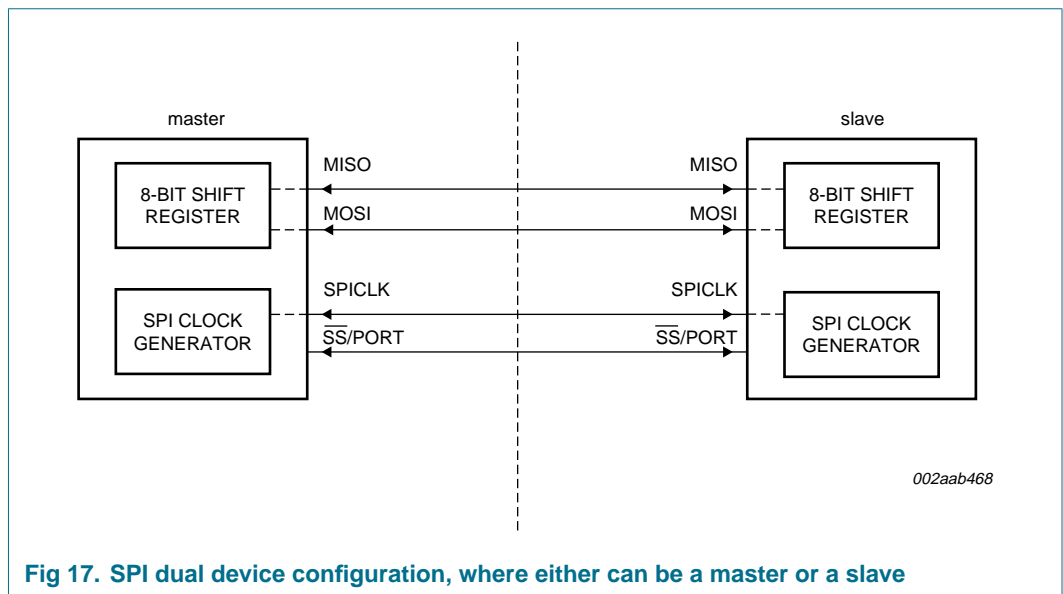 master
slave
8-BIT SHIFT
REGISTER
MISO
MISO
8-BIT SHIFT
REGISTER
MOSI
MOSI
SPI CLOCK
GENERATOR
SPICLK
SPICLK
SPI CLOCK
GENERATOR
S̅S̅/PORT
S̅S̅/PORT
002aab468
Fig 17. SPI dual device configuration, where either can be a master or a slave